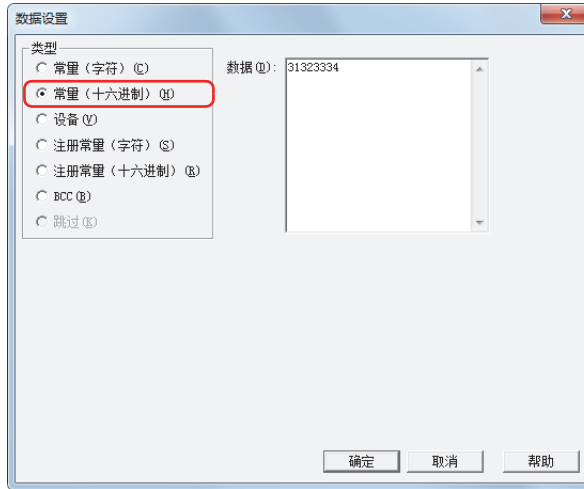 数据设置
类型
常量（字符）(C)
常量（十六进制）(H)
设备(V)
注册常量（字符）(S)
注册常量（十六进制）(R)
BCC(B)
跳过(K)
数据(D)：
31323334
确定
取消
帮助